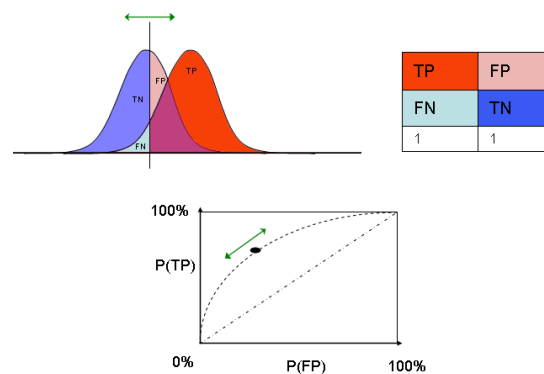 FP
TP
TN
FN
TP FP
FN TN
1 1
100%
P(TP)
0%
P(FP)
100%